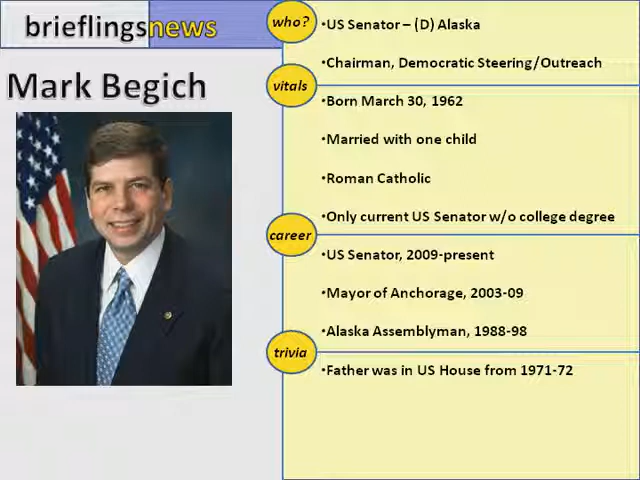 brieflingsnews
Mark Begich
who?
•US Senator – (D) Alaska
•Chairman, Democratic Steering/Outreach
vitals
•Born March 30, 1962
•Married with one child
•Roman Catholic
•Only current US Senator w/o college degree
career
•US Senator, 2009-present
•Mayor of Anchorage, 2003-09
•Alaska Assemblyman, 1988-98
trivia
•Father was in US House from 1971-72